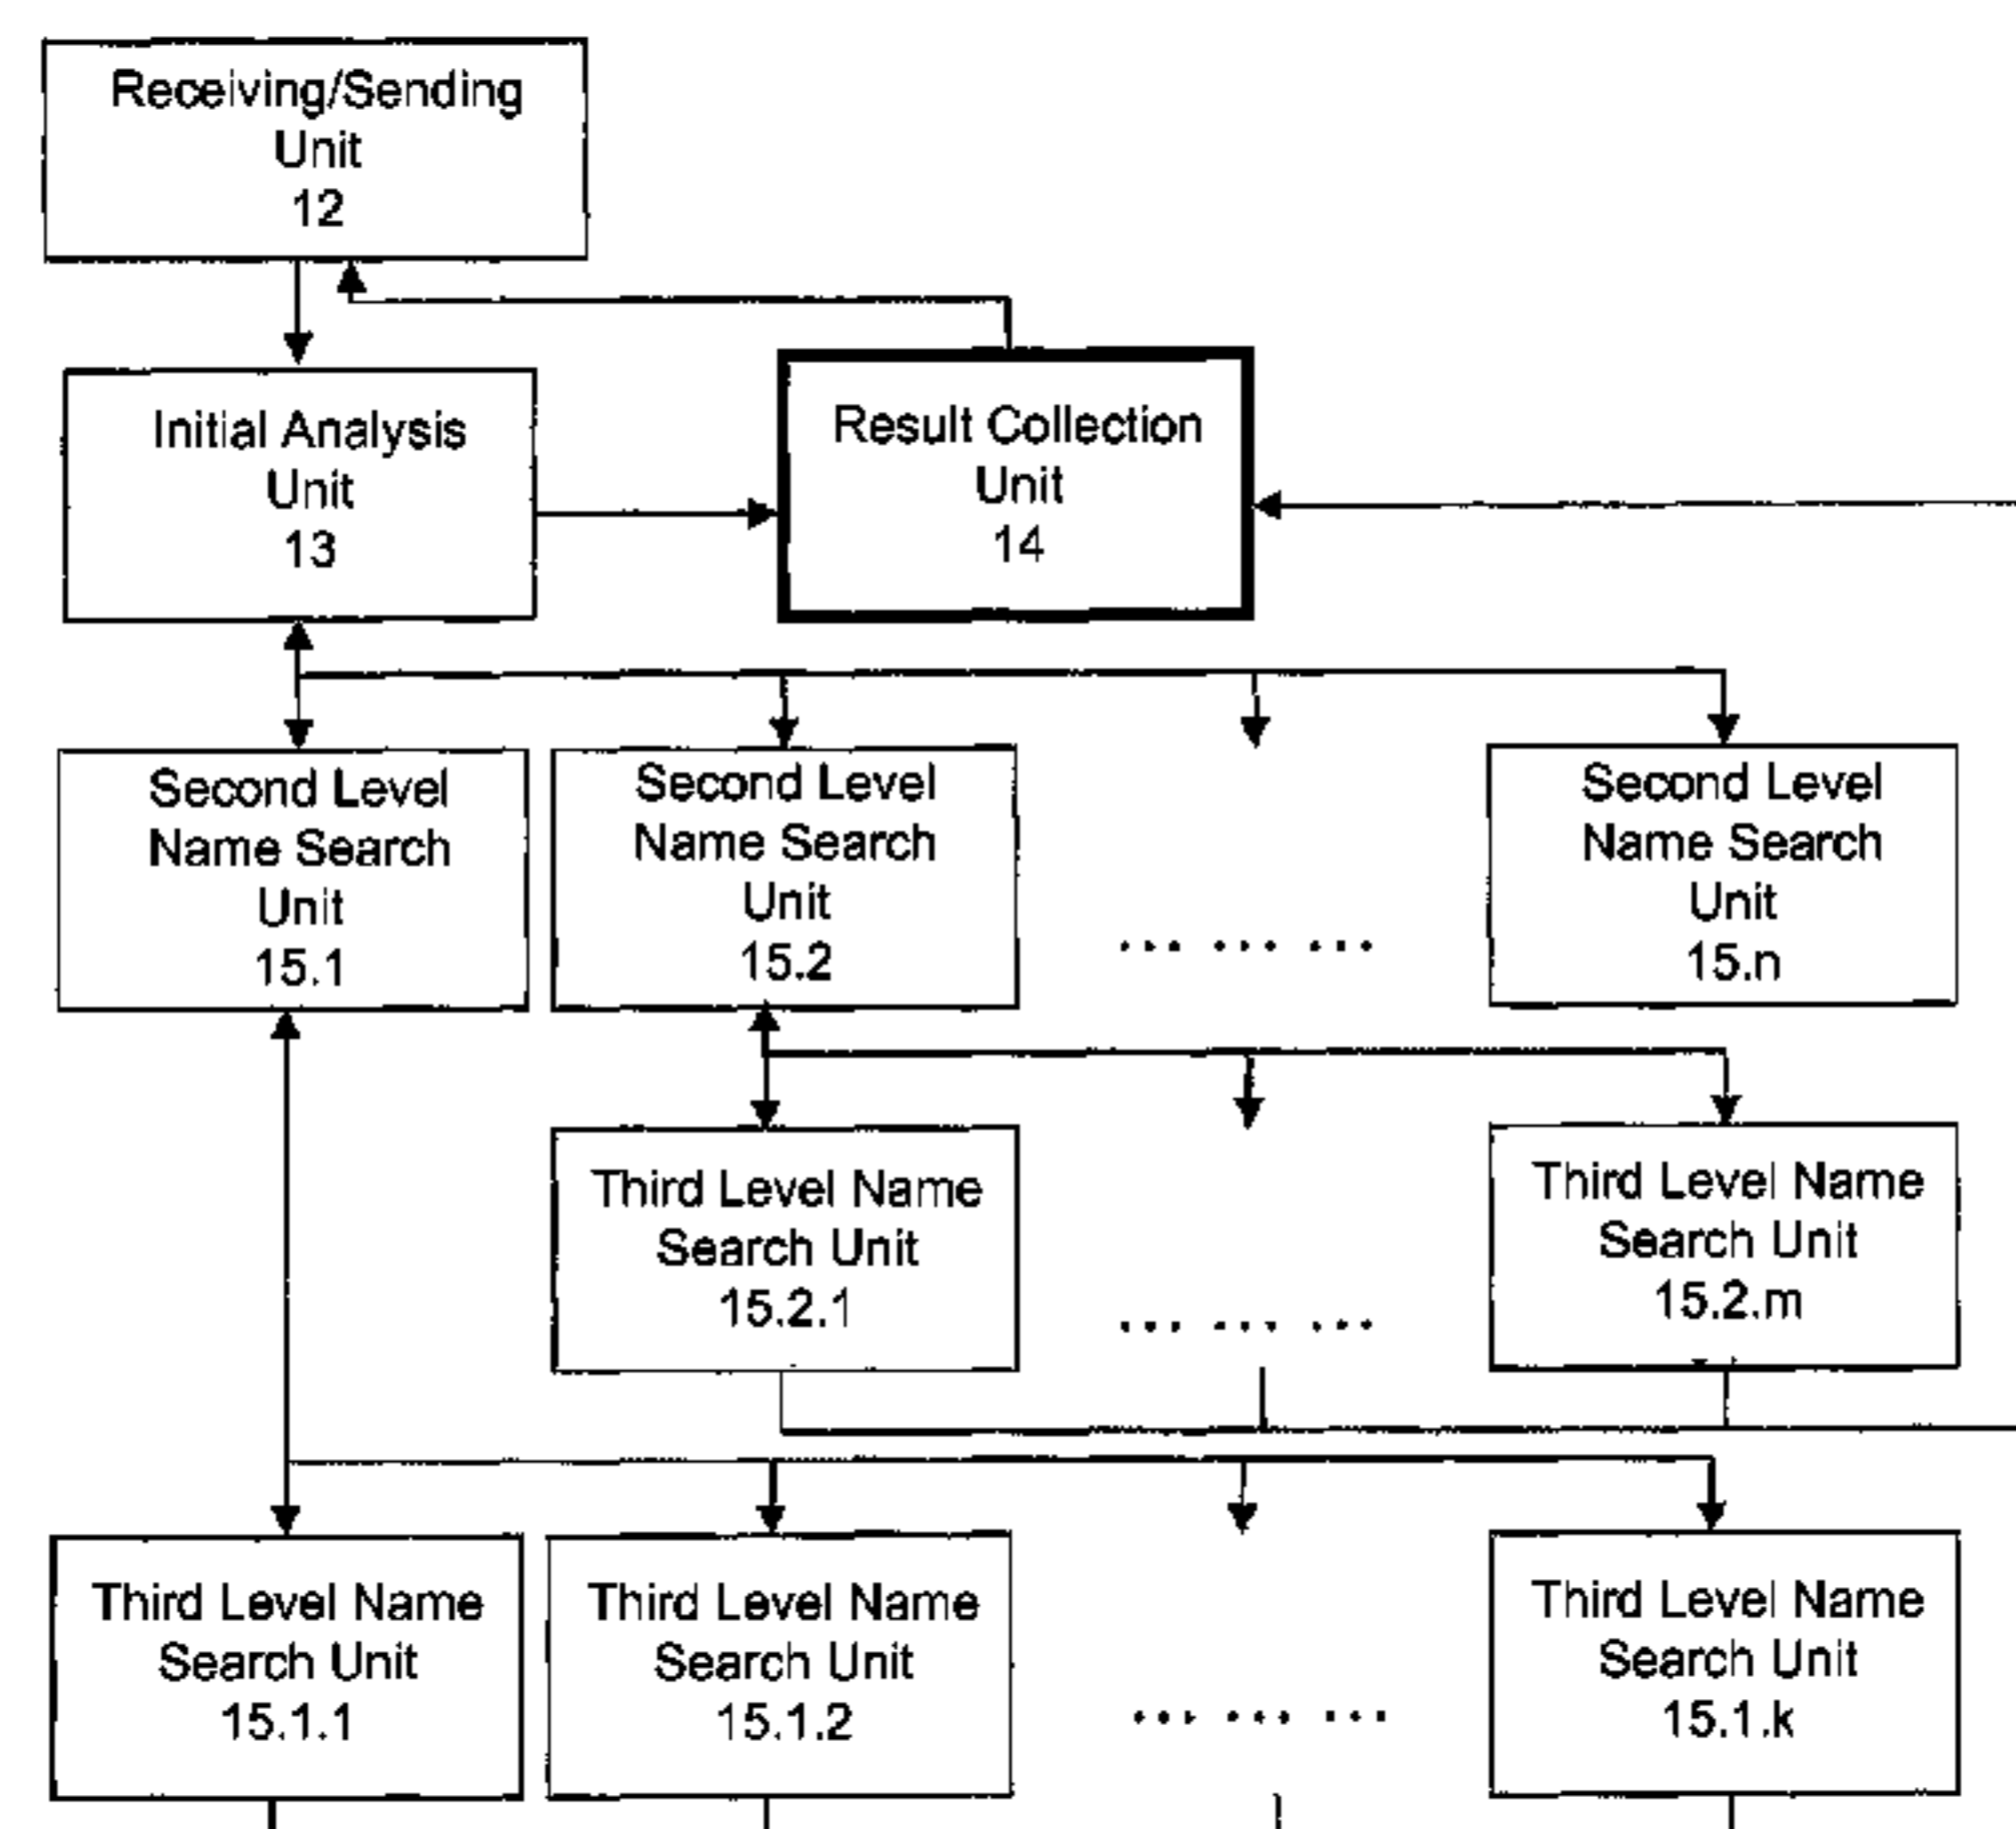 Receiving/Sending
Unit
12
Initial Analysis
Unit
13
Result Collection
Unit
14
Second Level
Name Search
Unit
15.1
Second Level
Name Search
Unit
15.2
... ... ...
Second Level
Name Search
Unit
15.n
Third Level Name
Search Unit
15.2.1
... ... ...
Third Level Name
Search Unit
15.2.m
Third Level Name
Search Unit
15.1.1
Third Level Name
Search Unit
15.1.2
... ... ...
Third Level Name
Search Unit
15.1.k